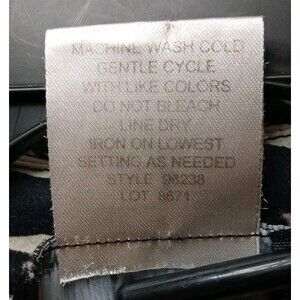 MACHINE WASH COLD
GENTLE CYCLE
WITH LIKE COLORS
DO NOT BLEACH
LINE DRY
IRON ON LOWEST
SETTING AS NEEDED
STYLE 96238
LOT 8671